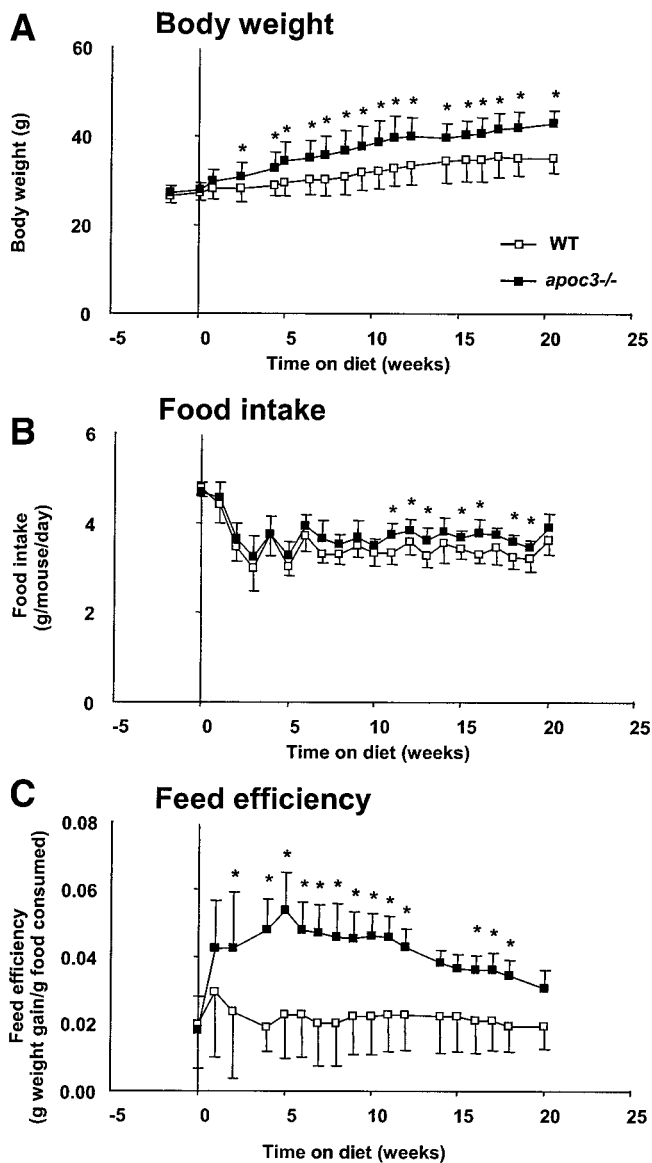 A
Body weight
60
40
20
0
Body weight (g)
* * * * * * * * * * * * * * * *
WT
apoc3-/-
-5 0 5 10 15 20 25
Time on diet (weeks)
B
Food intake
6
4
2
0
Food intake
(g/mouse/day)
* * * * * * *
-5 0 5 10 15 20 25
Time on diet (weeks)
C
Feed efficiency
0.08
0.06
0.04
0.02
0.00
Feed efficiency
(g weight gain/g food consumed)
* * * * * * * * * * * * *
-5 0 5 10 15 20 25
Time on diet (weeks)